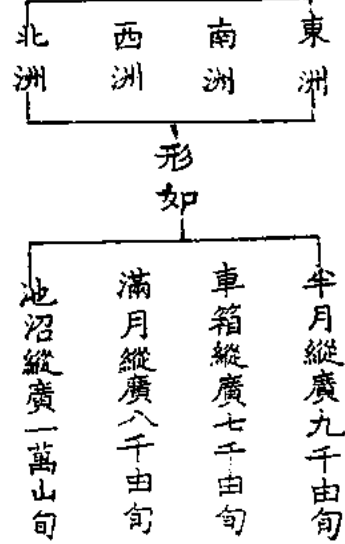 東洲
南洲
西洲
北洲
形如
半月縱廣九千由旬
車箱縱廣七千由旬
滿月縱廣八千由旬
池沼縱廣一萬山旬